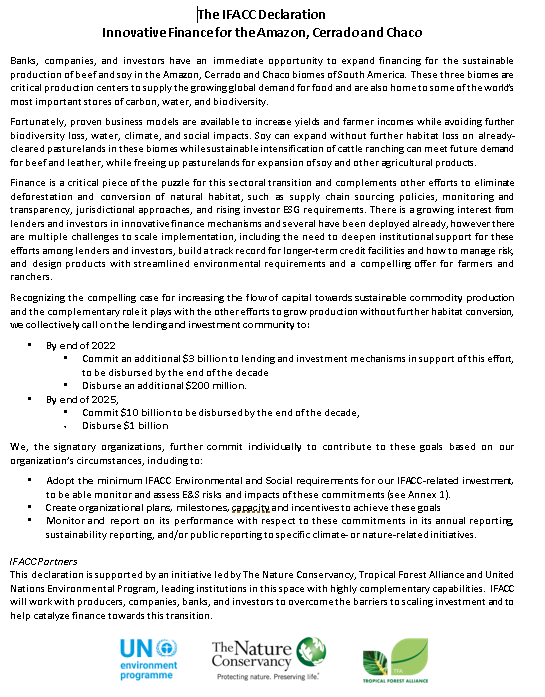 The IFACC Declaration
Innovative Finance for the Amazon, Cerrado and Chaco
Banks, companies, and investors have an immediate opportunity to expand financing for the sustainable
production of beef and soy in the Amazon, Cerrado and Chaco biomes of South America. These three biomes are
critical production centers to supply the growing global demand for food and are also home to some of the world's
most important stores of carbon, water, and biodiversity.
Fortunately, proven business models are available to increase yields and farmer incomes while avoiding further
biodiversity loss, water, climate, and social impacts. Soy can expand without further habitat loss on already-
cleared pasturelands in these biomes while sustainable intensification of cattle ranching can meet future demand
for beef and leather, while freeing up pasturelands for expansion of soy and other agricultural products.
Finance is a critical piece of the puzzle for this sectoral transition and complements other efforts to eliminate
deforestation and conversion of natural habitat, such as supply chain sourcing policies, monitoring and
transparency, jurisdictional approaches, and rising investor ESG requirements. There is a growing interest from
lenders and investors in innovative finance mechanisms and several have been deployed already, however there
are multiple challenges to scale implementation, including the need to deepen institutional support for these
efforts among lenders and investors, build a track record for longer-term credit facilities and how to manage risk,
and design products with streamlined environmental requirements and a compelling offer for farmers and
ranchers.
Recognizing the compelling case for increasing the flow of capital towards sustainable commodity production
and the complementary role it plays with the other efforts to grow production without further habitat conversion,
we collectively call on the lending and investment community to:
• By end of 2022
• Commit an additional $3 billion to lending and investment mechanisms in support of this effort,
to be disbursed by the end of the decade
• Disburse an additional $200 million.
• By end of 2025,
• Commit $10 billion to be disbursed by the end of the decade,
• Disburse $1 billion
We, the signatory organizations, further commit individually to contribute to these goals based on our
organization's circumstances, including to:
• Adopt the minimum IFACC Environmental and Social requirements for our IFACC-related investment,
to be able monitor and assess E&S risks and impacts of these commitments (see Annex 1).
• Create organizational plans, milestones, capacity and incentives to achieve these goals
• Monitor and report on its performance with respect to these commitments in its annual reporting,
sustainability reporting, and/or public reporting to specific climate- or nature-related initiatives.
IFACC Partners
This declaration is supported by an initiative led by The Nature Conservancy, Tropical Forest Alliance and United
Nations Environmental Program, leading institutions in this space with highly complementary capabilities. IFACC
will work with producers, companies, banks, and investors to overcome the barriers to scaling investment and to
help catalyze finance towards this transition.
UN
environment
programme
The Nature
Conservancy
Protecting nature. Preserving life.
TFA
TROPICAL FOREST ALLIANCE